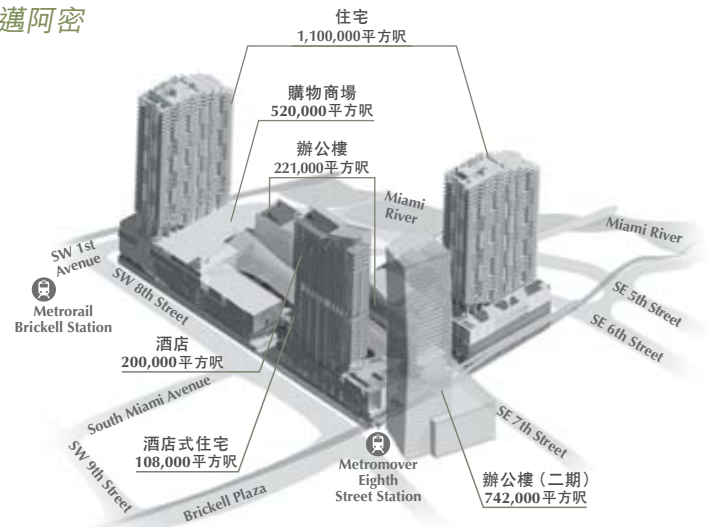 邁阿密
住宅
1,100,000平方呎
購物商場
520,000平方呎
辦公樓
221,000平方呎
Miami
River
Miami River
SW 1st
Avenue
SW 8th Street
Metrorail
Brickell Station
SE 5th Street
SE 6th Street
酒店
200,000平方呎
South Miami Avenue
SE 7th Street
酒店式住宅
108,000平方呎
SW 9th Street
Metromover
Eighth
Street Station
Brickell Plaza
辦公樓（二期）
742,000平方呎